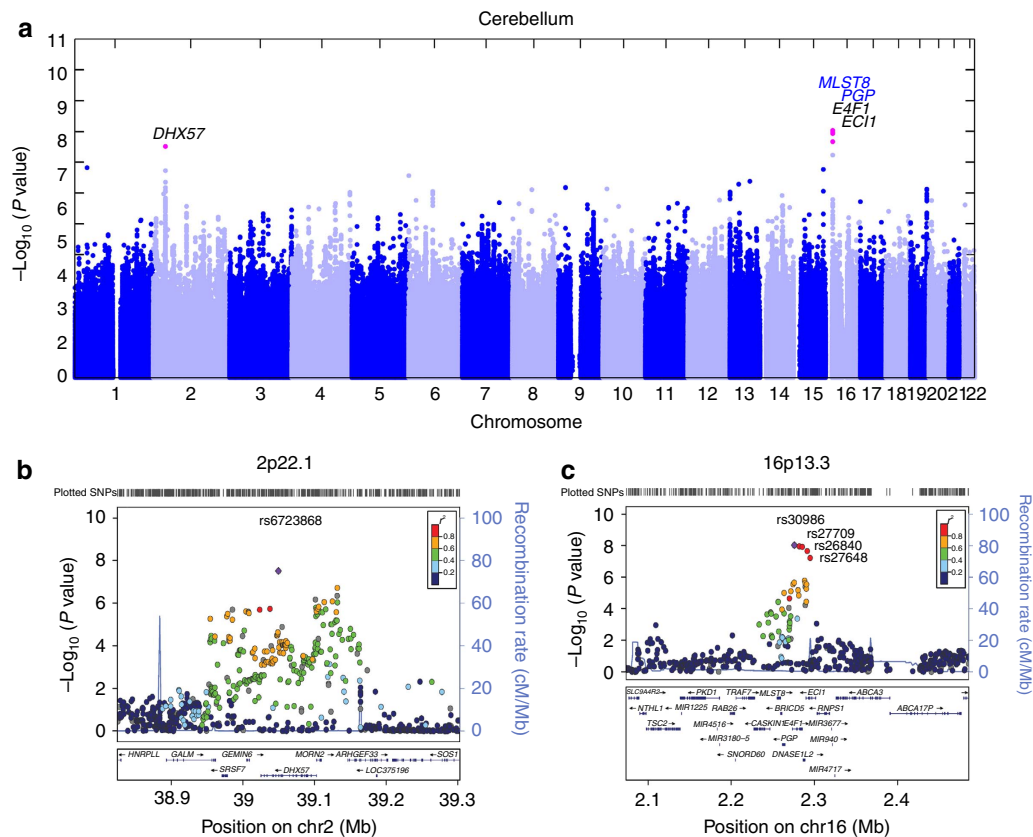 a
Cerebellum
11
10
9
8
7
6
5
4
3
2
1
0
–Log10 (P value)
DHX57
MLST8
PGP
E4F1
ECI1
1 2 3 4 5 6 7 8 9 10 11 12 13 14 15 16 17 18 19 20 21 22
Chromosome
b
2p22.1
Plotted SNPs
10
8
6
4
2
0
–Log10 (P value)
rs6723868
r2
0.8
0.6
0.4
0.2
100
80
60
40
20
0
Recombination rate (cM/Mb)
HNRPLL GALM GEMIN6 MORN2 ARHGEF33 SOS1
SRSF7 DHX57 LOC375196
38.9 39 39.1 39.2 39.3
Position on chr2 (Mb)
c
16p13.3
Plotted SNPs
10
8
6
4
2
0
–Log10 (P value)
rs30986
rs27709
rs26840
rs27648
r2
0.8
0.6
0.4
0.2
100
80
60
40
20
0
Recombination rate (cM/Mb)
SLC9A4R2 PKD1 TRAF7 MLST8 ECI1 ABCA3
NTHL1 MIR1225 RAB26 BRICD5 RNPS1 ABCA17P
TSC2 MIR4516 CASKIN1 E4F1 MIR3677
MIR3180–5 PGP MIR940
SNORD60 DNASE1L2
MIR4717
2.1 2.2 2.3 2.4
Position on chr16 (Mb)